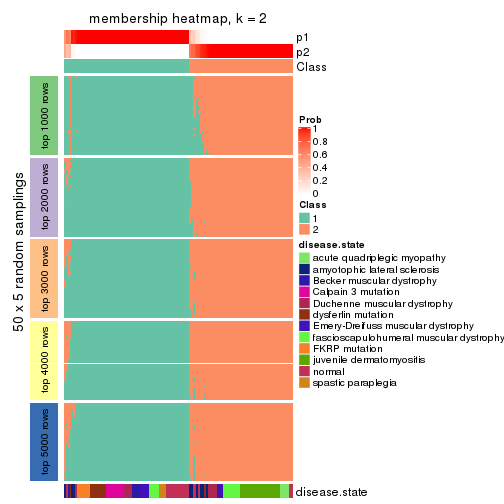 membership heatmap, k = 2
p1
p2
Class
50 x 5 random samplings
top 1000 rows
top 2000 rows
top 3000 rows
top 4000 rows
top 5000 rows
disease.state
Prob
1
0.8
0.6
0.4
0.2
0
Class
1
2
disease.state
acute quadriplegic myopathy
amyotophic lateral sclerosis
Becker muscular dystrophy
Calpain 3 mutation
Duchenne muscular dystrophy
dysferlin mutation
Emery-Dreifuss muscular dystrophy
fascioscapulohumeral muscular dystrophy
FKRP mutation
juvenile dermatomyositis
normal
spastic paraplegia